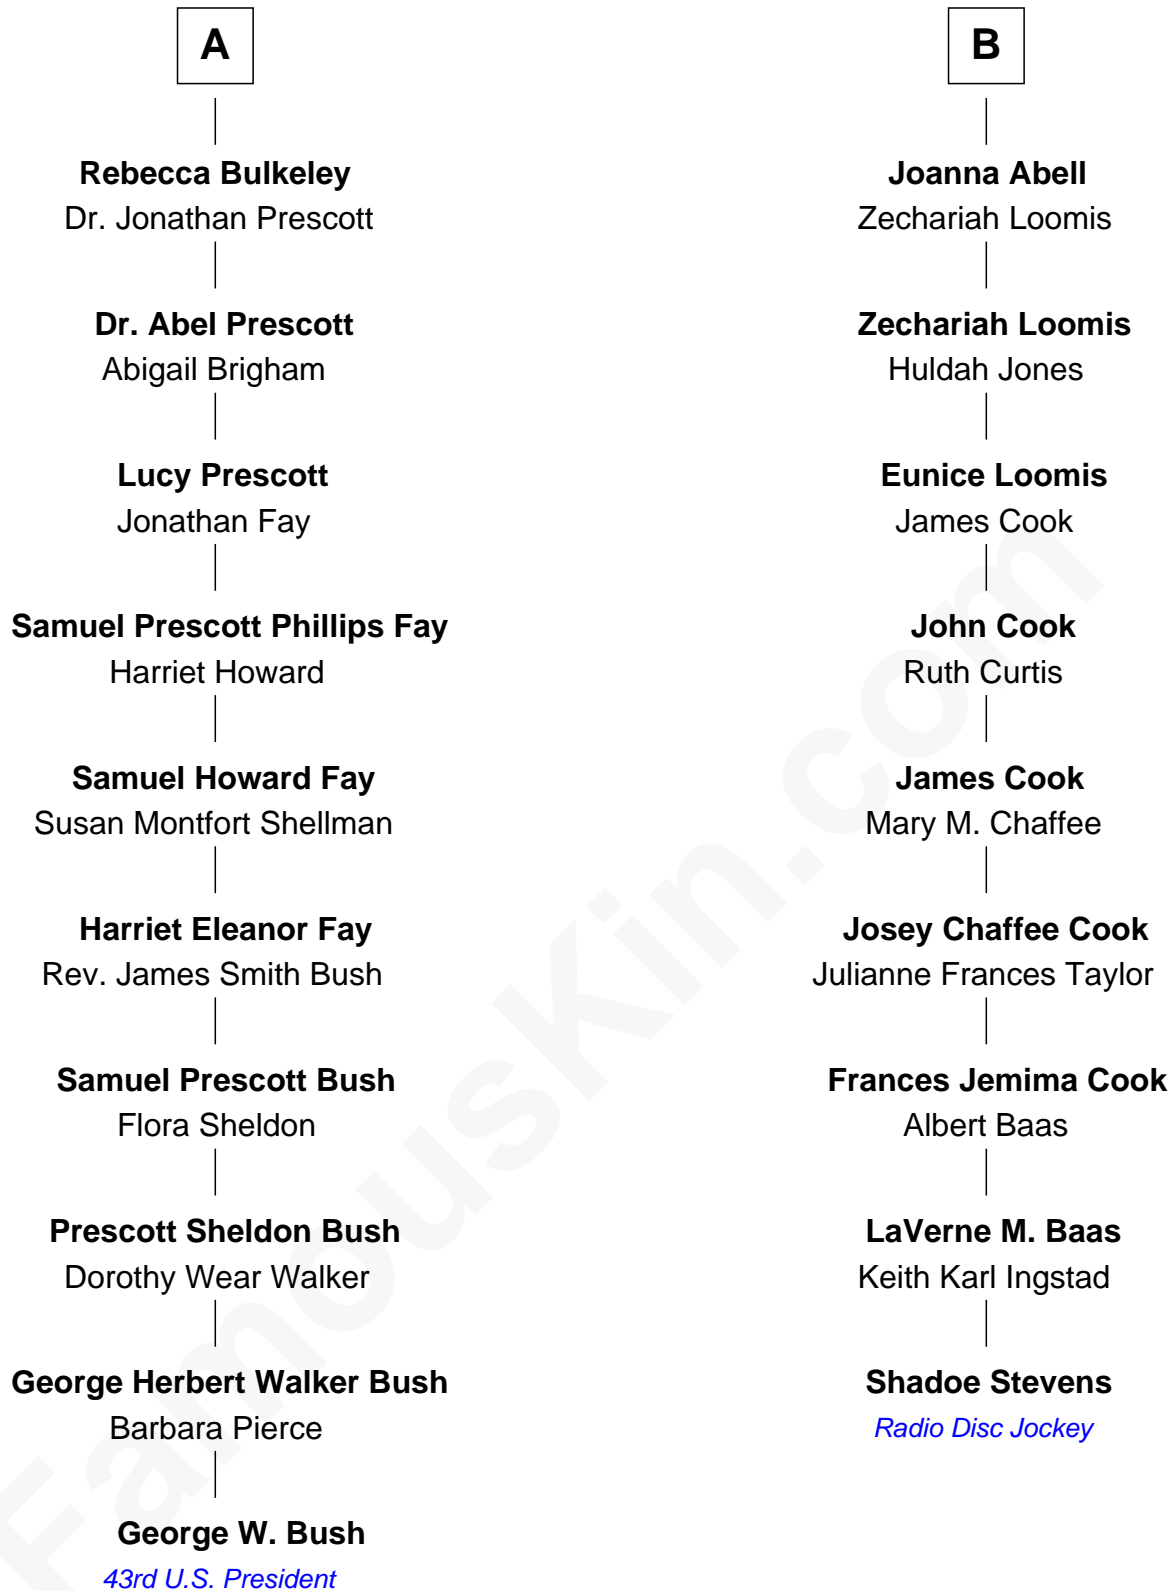 A
Rebecca Bulkeley
Dr. Jonathan Prescott
Dr. Abel Prescott
Abigail Brigham
Lucy Prescott
Jonathan Fay
Samuel Prescott Phillips Fay
Harriet Howard
Samuel Howard Fay
Susan Montfort Shellman
Harriet Eleanor Fay
Rev. James Smith Bush
Samuel Prescott Bush
Flora Sheldon
Prescott Sheldon Bush
Dorothy Wear Walker
George Herbert Walker Bush
Barbara Pierce
George W. Bush
43rd U.S. President
B
Joanna Abell
Zechariah Loomis
Zechariah Loomis
Huldah Jones
Eunice Loomis
James Cook
John Cook
Ruth Curtis
James Cook
Mary M. Chaffee
Josey Chaffee Cook
Julianne Frances Taylor
Frances Jemima Cook
Albert Baas
LaVerne M. Baas
Keith Karl Ingstad
Shadoe Stevens
Radio Disc Jockey
FamousKin.com